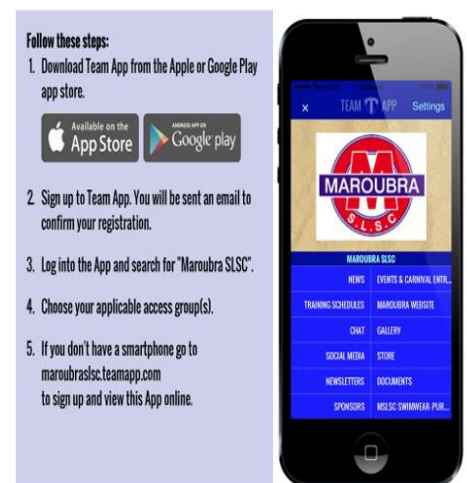 Follow these steps:
1. Download Team App from the Apple or Google Play
app store.
Available on the
App Store
ANDROID APP ON
Google play
2. Sign up to Team App. You will be sent an email to
confirm your registration.
3. Log into the App and search for "Maroubra SLSC".
4. Choose your applicable access group(s).
5. If you don't have a smartphone go to
maroubraslsc.teamapp.com
to sign up and view this App online.
× TEAM T APP Settings
M
MAROUBRA
S.L.S.C
MAROUBRA SLSC
NEWS EVENTS & CARNIVAL ENTR...
TRAINING SCHEDULES MAROUBRA WEBSITE
CHAT GALLERY
SOCIAL MEDIA STORE
NEWSLETTERS DOCUMENTS
SPONSORS MSLSC SWIMWEAR-PUR...